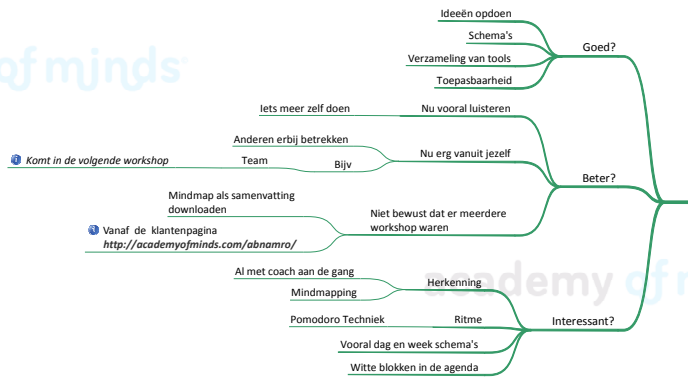 of minds
Ideeën opdoen
Schema's
Verzameling van tools
Toepasbaarheid
Goed?
Iets meer zelf doen
Nu vooral luisteren
Anderen erbij betrekken
Komt in de volgende workshop
Team
Bijv
Nu erg vanuit jezelf
Beter?
Mindmap als samenvatting
downloaden
Vanaf de klantenpagina
http://academyofminds.com/abnamro/
Niet bewust dat er meerdere
workshop waren
Al met coach aan de gang
Mindmapping
Herkenning
academy of m
Pomodoro Techniek
Ritme
Interessant?
Vooral dag en week schema's
Witte blokken in de agenda